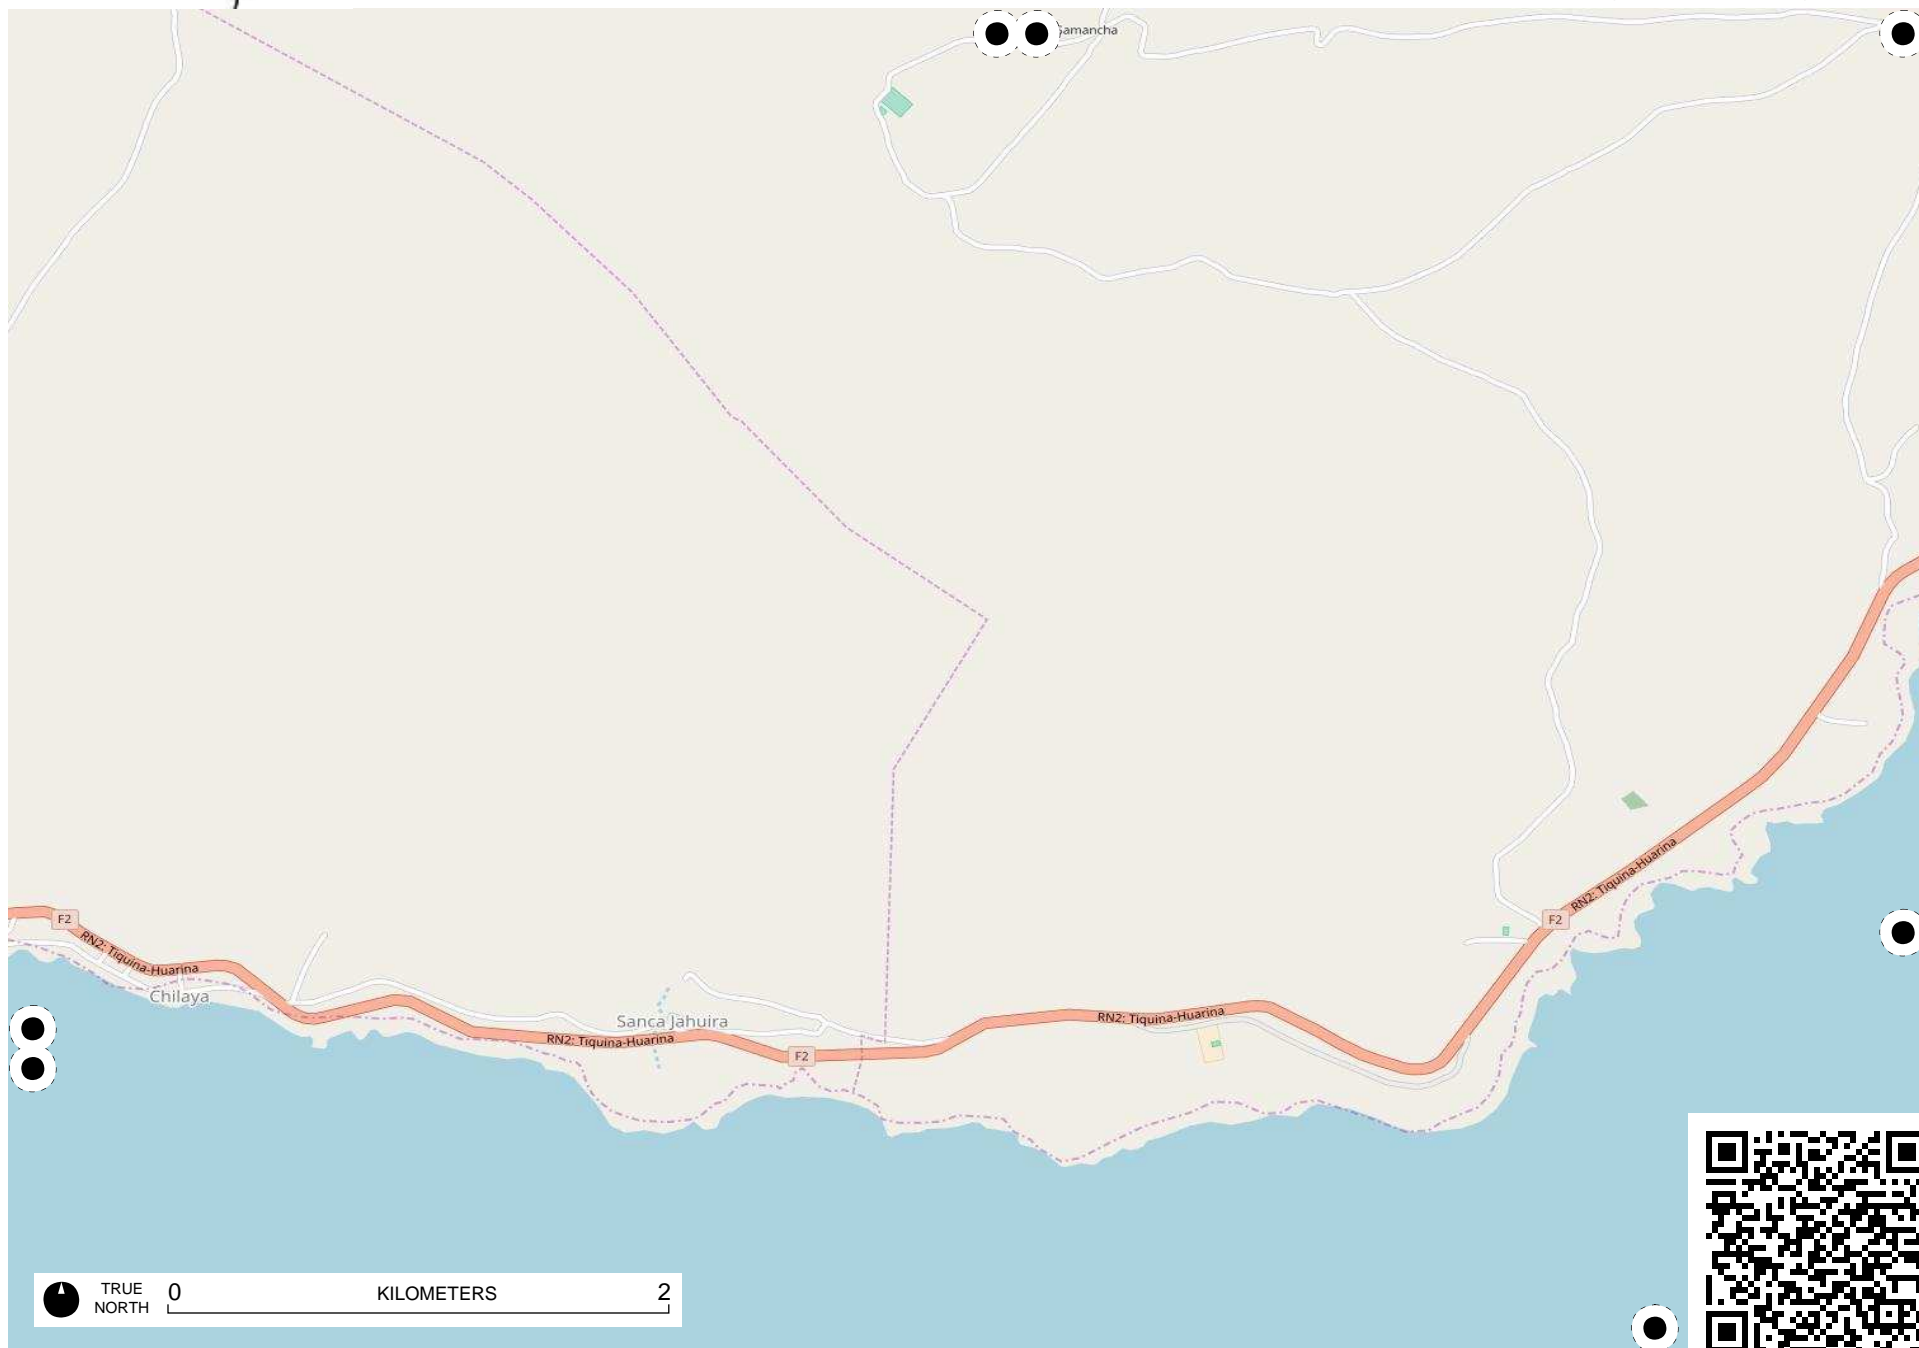 Samancha
F2
RN2: Tiquina-Huarina
Chilaya
Sanca Jahuira
RN2: Tiquina-Huarina
F2
RN2: Tiquina-Huarina
F2
RN2: Tiquina-Huarina
TRUE
NORTH
0 KILOMETERS 2